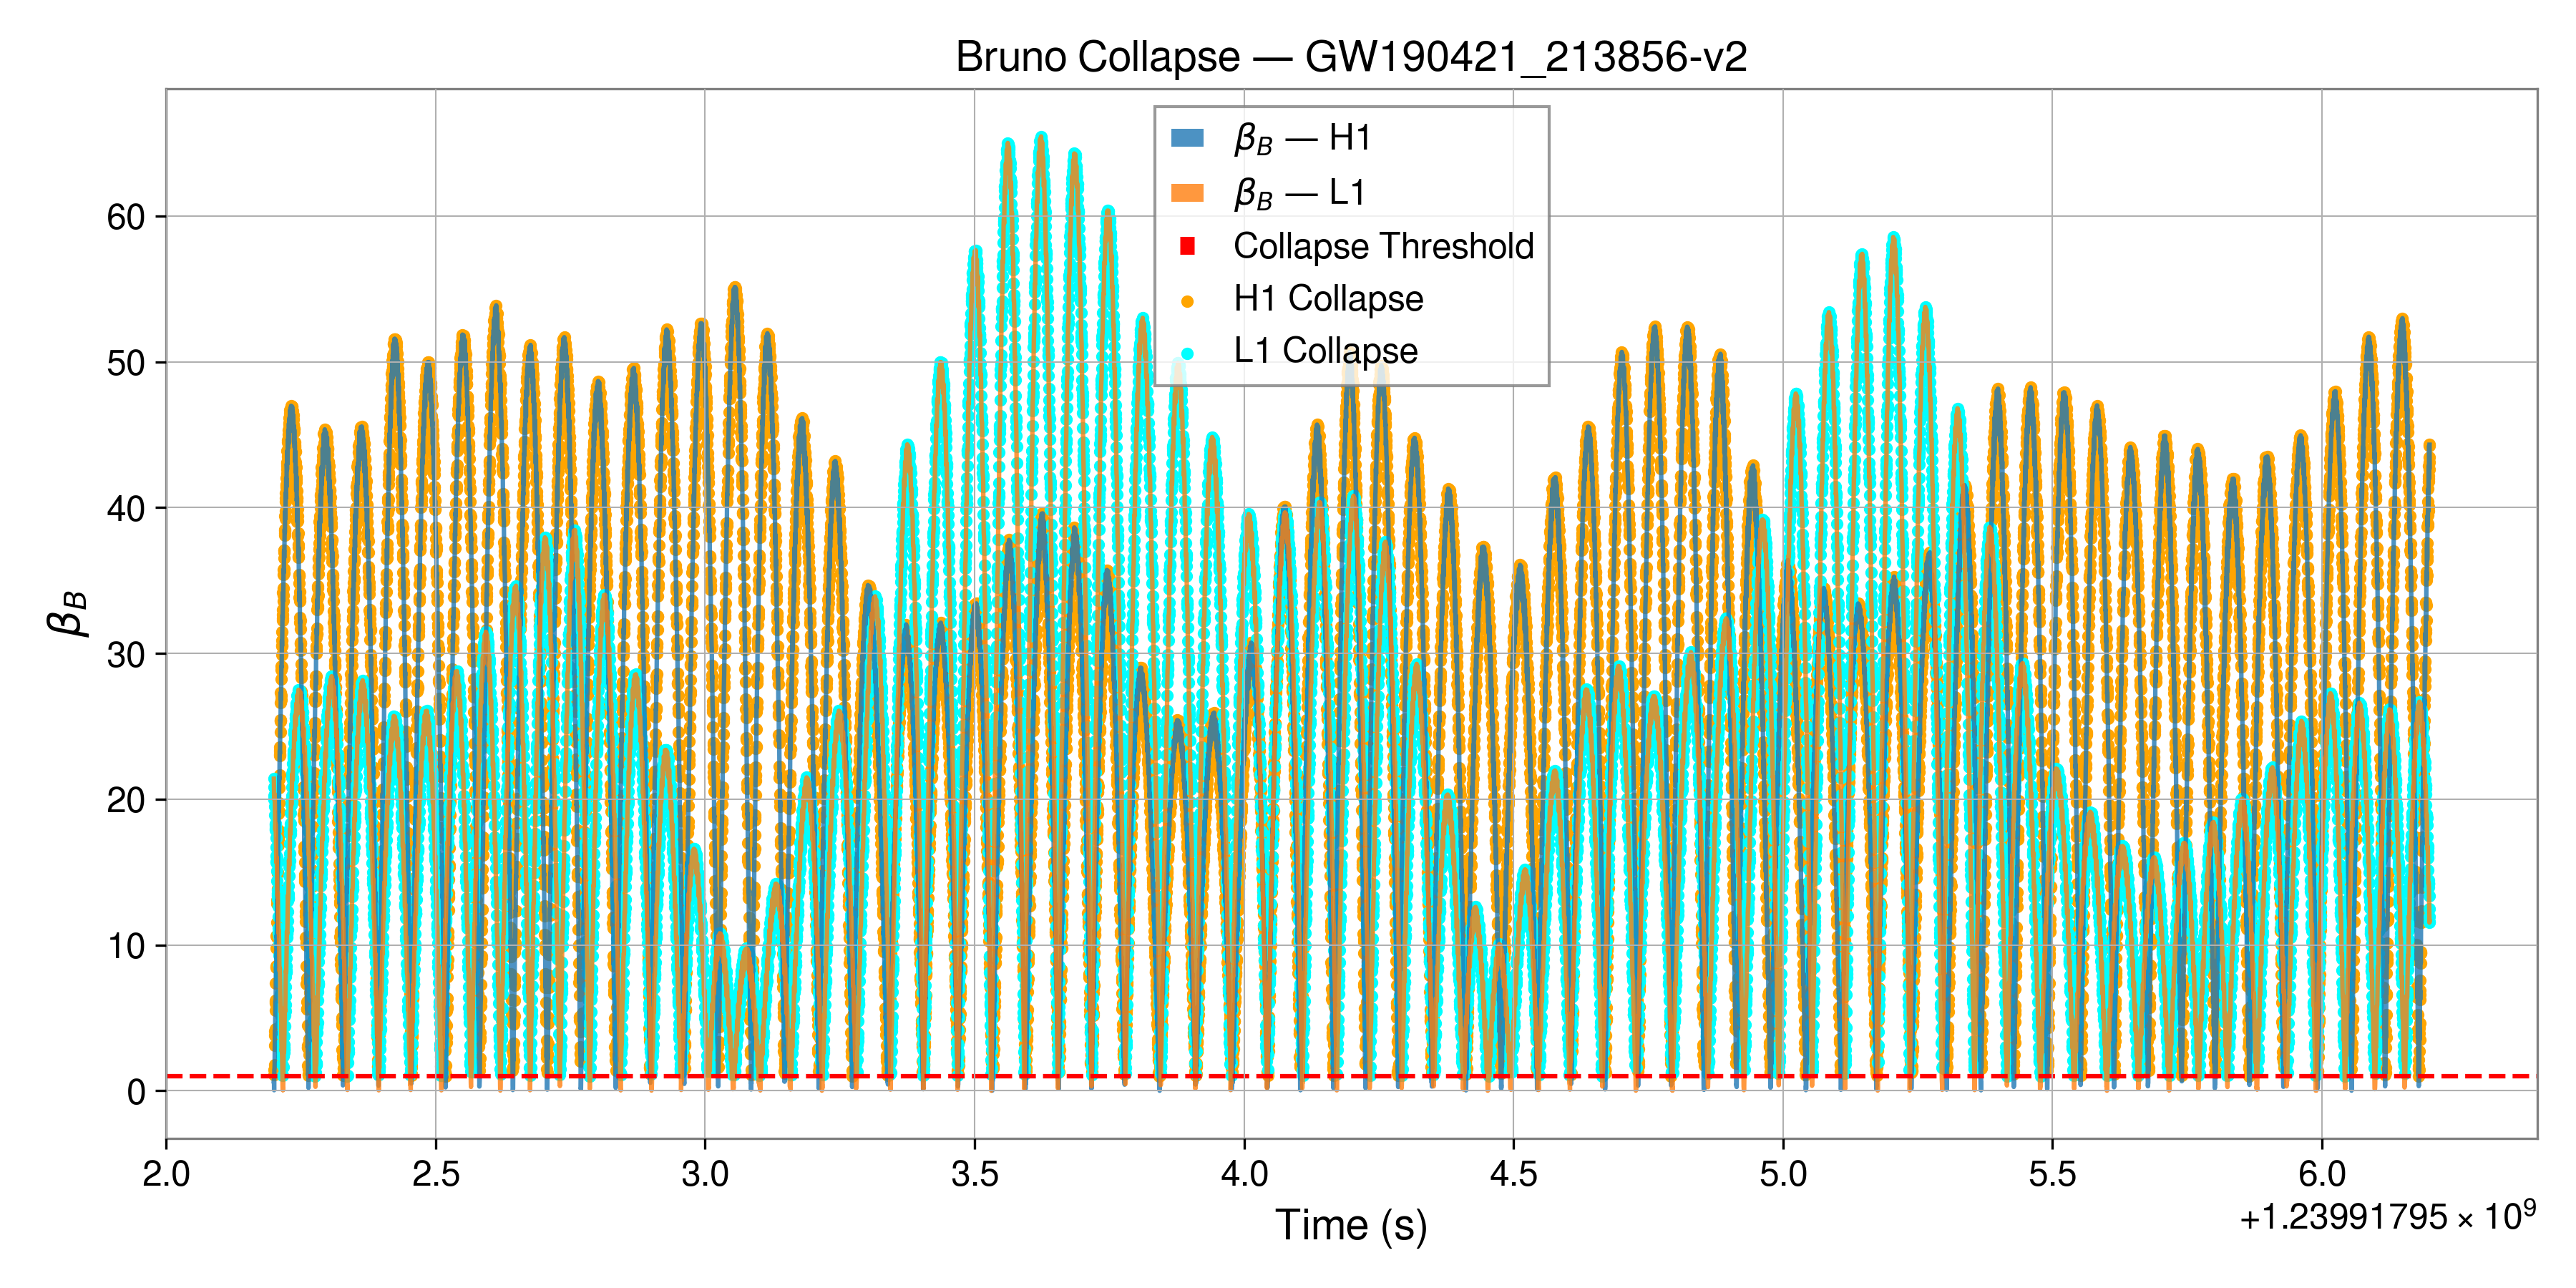 Bruno Collapse — GW190421_213856-v2
β_B — H1
β_B — L1
Collapse Threshold
H1 Collapse
L1 Collapse
β_B
60
50
40
30
20
10
0
2.0 2.5 3.0 3.5 4.0 4.5 5.0 5.5 6.0
Time (s)
+1.23991795 × 10⁹